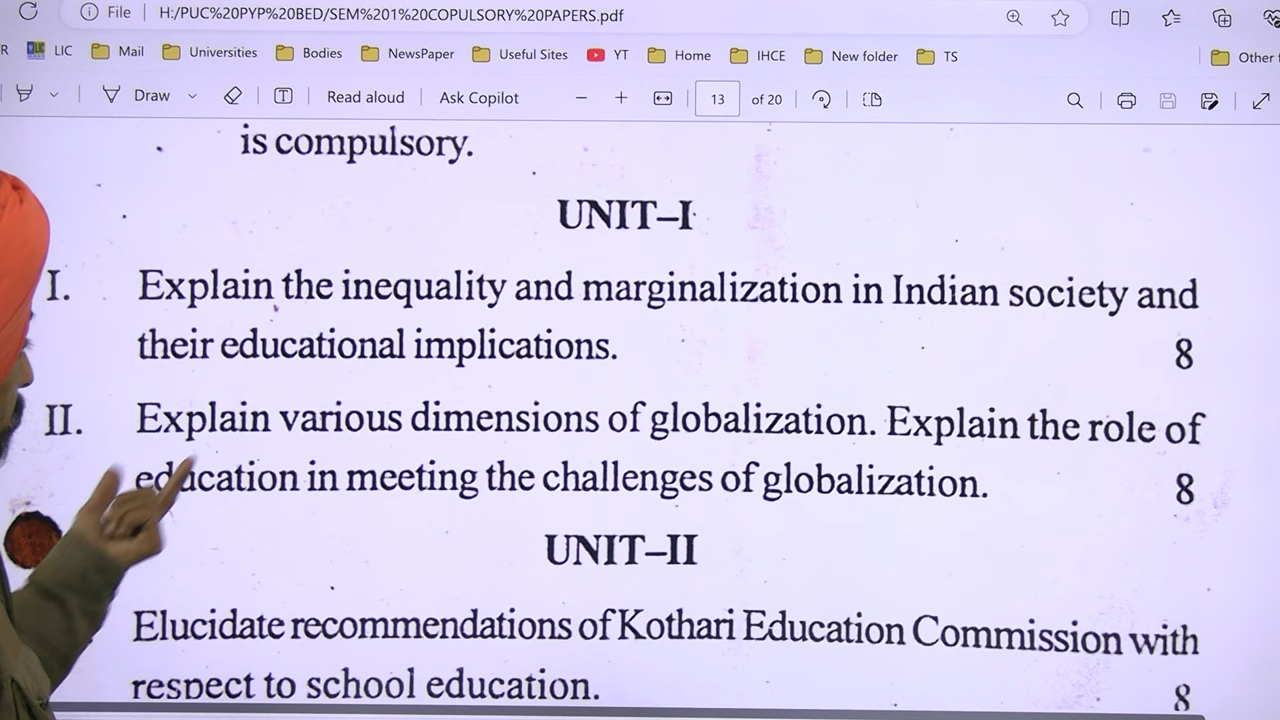 File | H:/PUC%20PYP%20BED/SEM%201%20COPULSORY%20PAPERS.pdf
R LIC Mail Universities Bodies NewsPaper Useful Sites YT Home IHCE New folder TS Other f
Draw Read aloud Ask Copilot 13 of 20
is compulsory.
UNIT–I
I. Explain the inequality and marginalization in Indian society and
their educational implications. 8
II. Explain various dimensions of globalization. Explain the role of
education in meeting the challenges of globalization. 8
UNIT–II
Elucidate recommendations of Kothari Education Commission with
respect to school education. 8